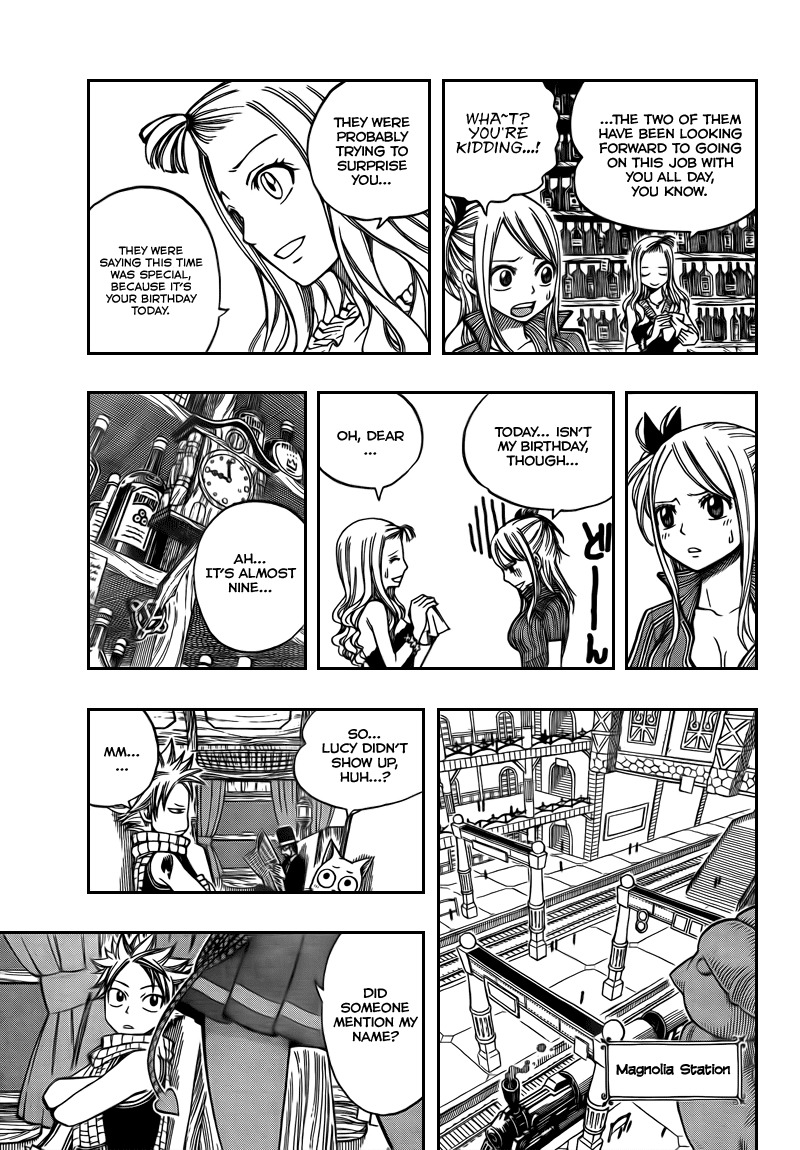 ...THE TWO OF THEM
HAVE BEEN LOOKING
FORWARD TO GOING
ON THIS JOB WITH
YOU ALL DAY,
YOU KNOW.
WHA~T?
YOU'RE
KIDDING...!
THEY WERE
PROBABLY
TRYING TO
SURPRISE
YOU...
THEY WERE
SAYING THIS TIME
WAS SPECIAL,
BECAUSE IT'S
YOUR BIRTHDAY
TODAY.
TODAY... ISN'T
MY BIRTHDAY,
THOUGH...
OH, DEAR
...
AH...
IT'S ALMOST
NINE...
Magnolia Station
SO...
LUCY DIDN'T
SHOW UP,
HUH...?
MM...
...
DID
SOMEONE
MENTION MY
NAME?